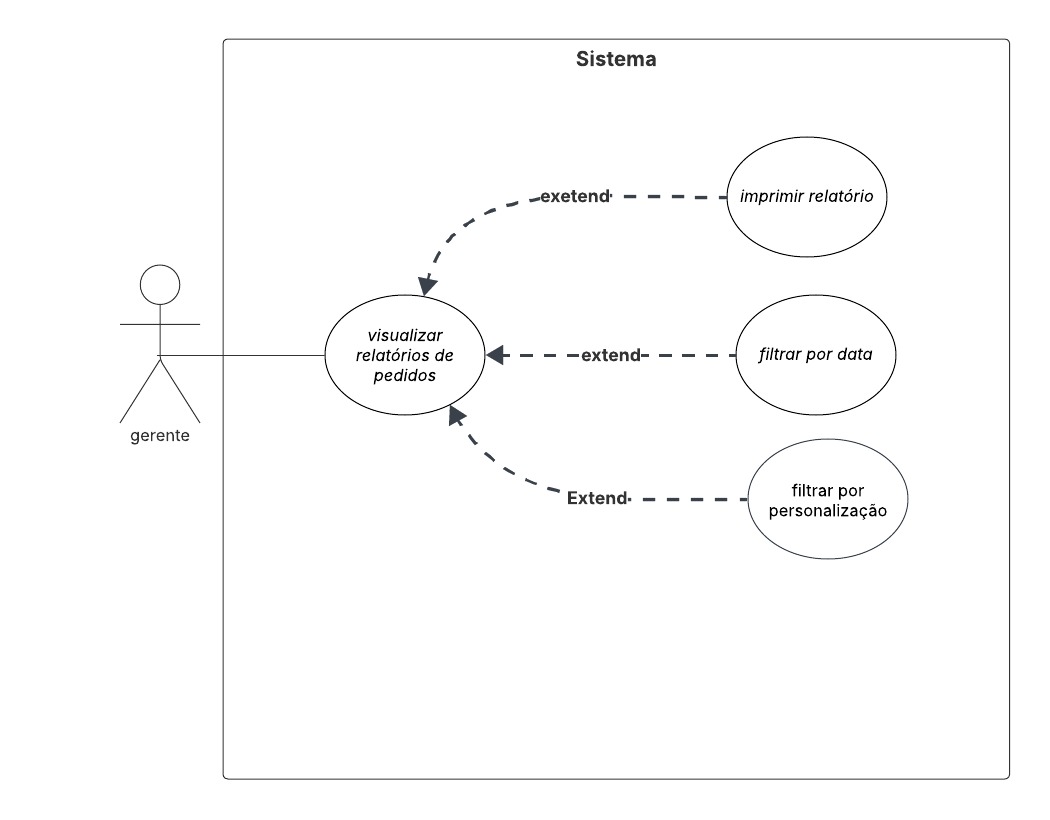 Sistema
exetend
imprimir relatório
visualizar
relatórios de
pedidos
extend
filtrar por data
gerente
Extend
filtrar por
personalização